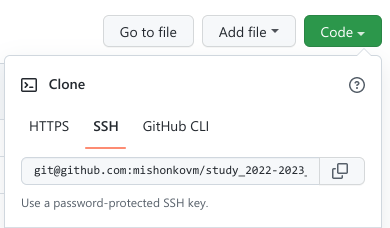 Go to file Add file Code
Clone
HTTPS SSH GitHub CLI
git@github.com:mishonkovm/study_2022-2023_
Use a password-protected SSH key.